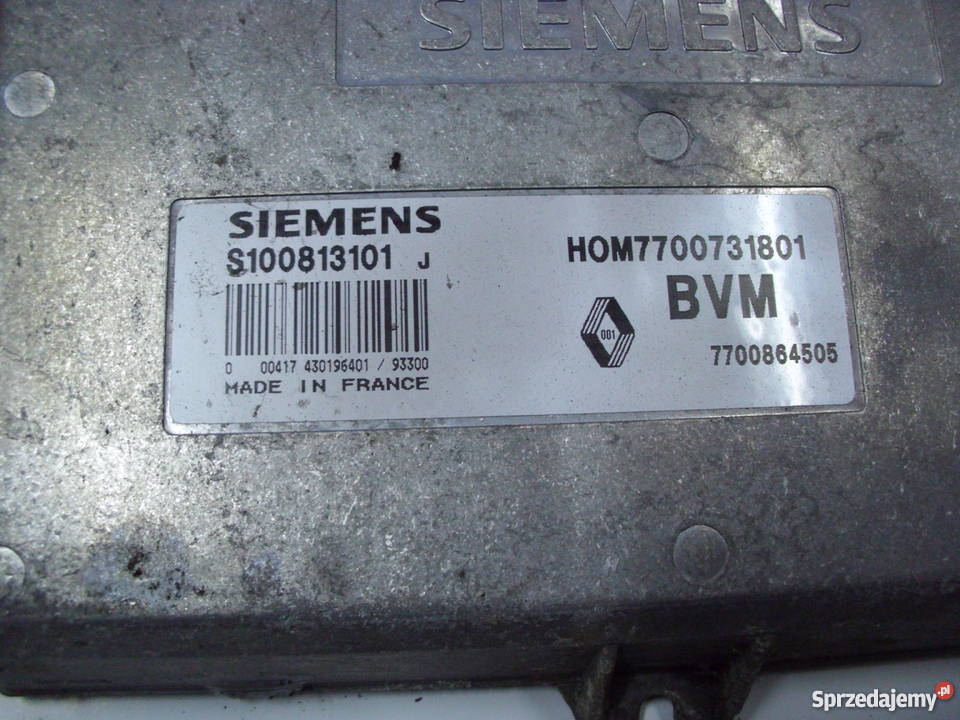 SIEMENS
SIEMENS
S100813101 J
0 00417 430196401 / 93300
MADE IN FRANCE
HOM7700731801
BVM
001
7700864505
Sprzedajemy.pl